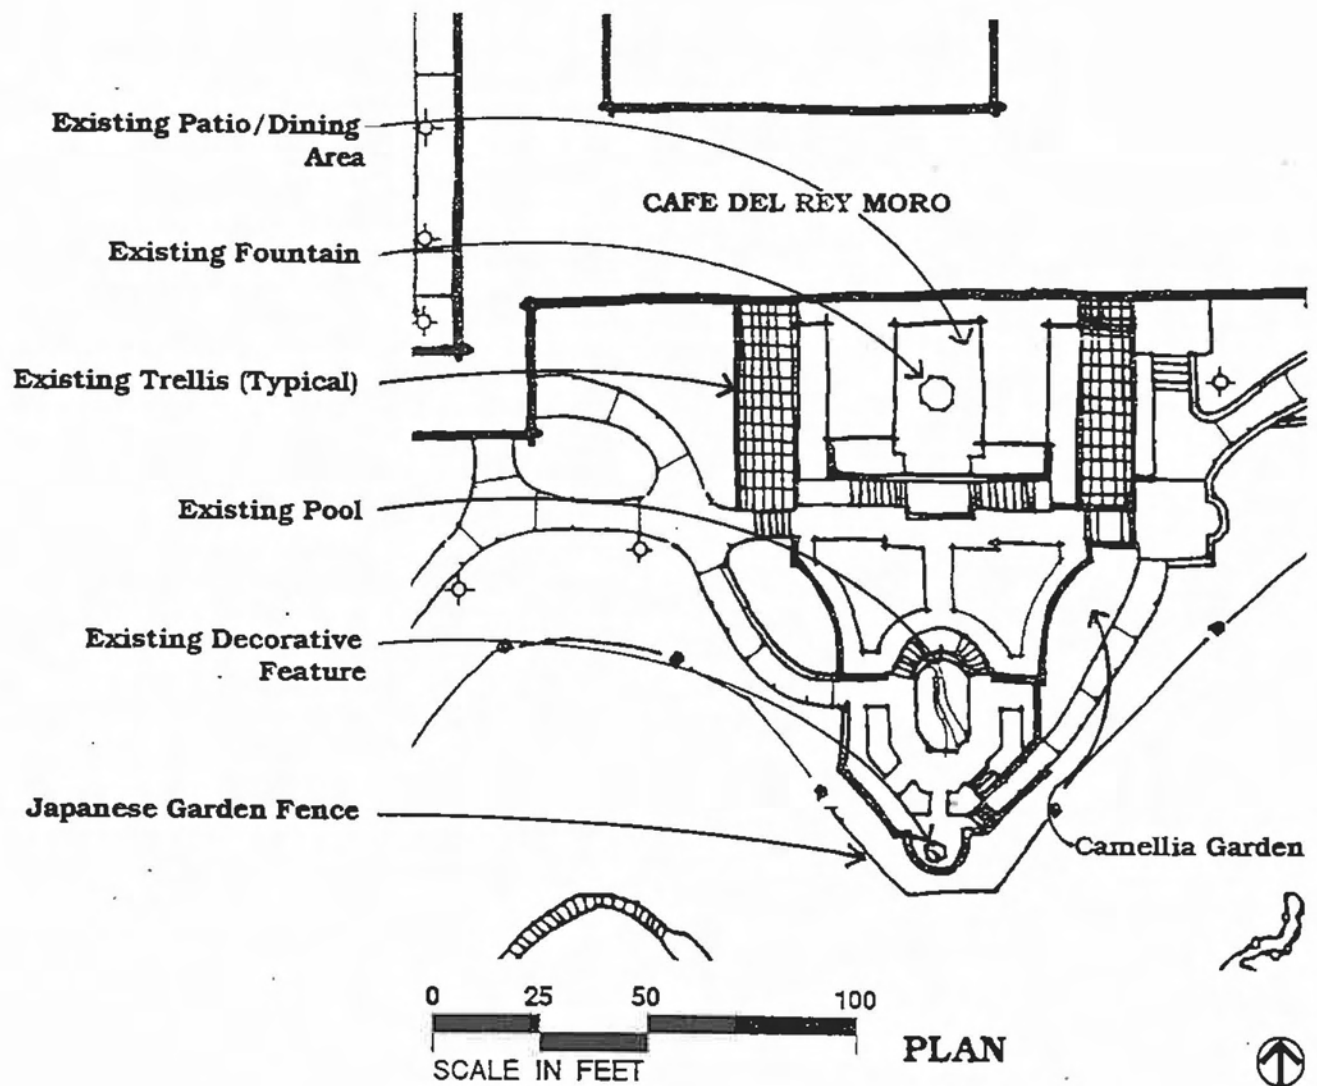 Existing Patio/Dining
Area
CAFE DEL REY MORO
Existing Fountain
Existing Trellis (Typical)
Existing Pool
Existing Decorative
Feature
Japanese Garden Fence
Camellia Garden
0 25 50 100
SCALE IN FEET
PLAN